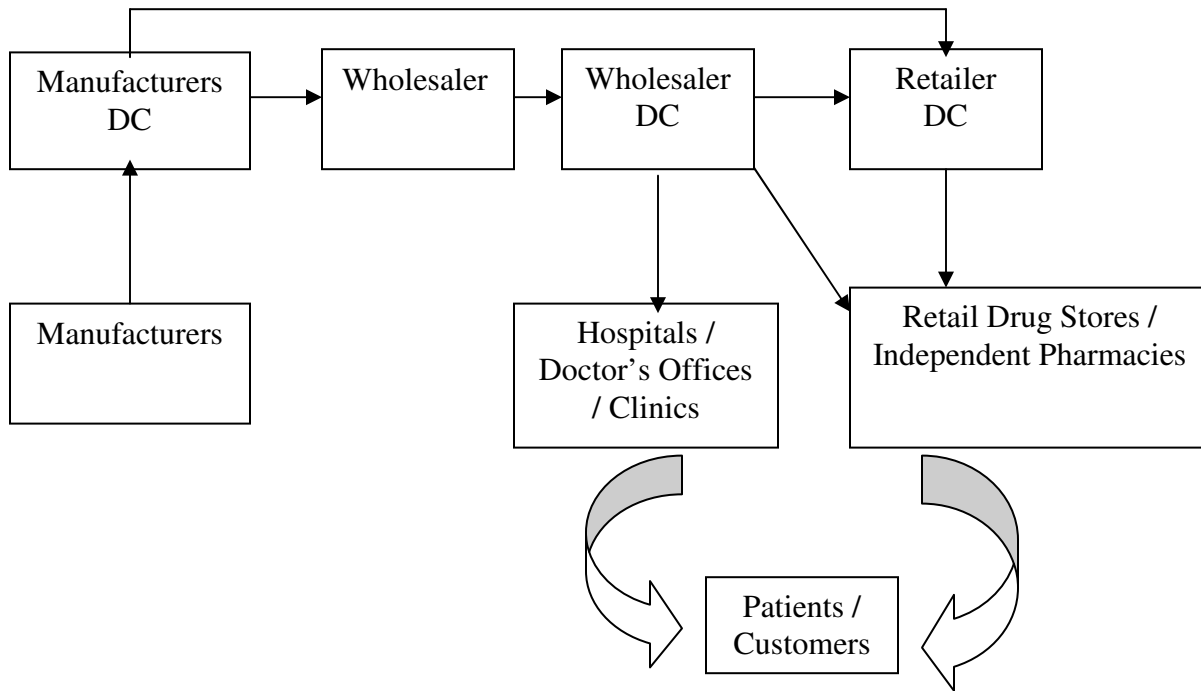 Manufacturers
DC
Wholesaler
Wholesaler
DC
Retailer
DC
Manufacturers
Hospitals /
Doctor’s Offices
/ Clinics
Retail Drug Stores /
Independent Pharmacies
Patients /
Customers